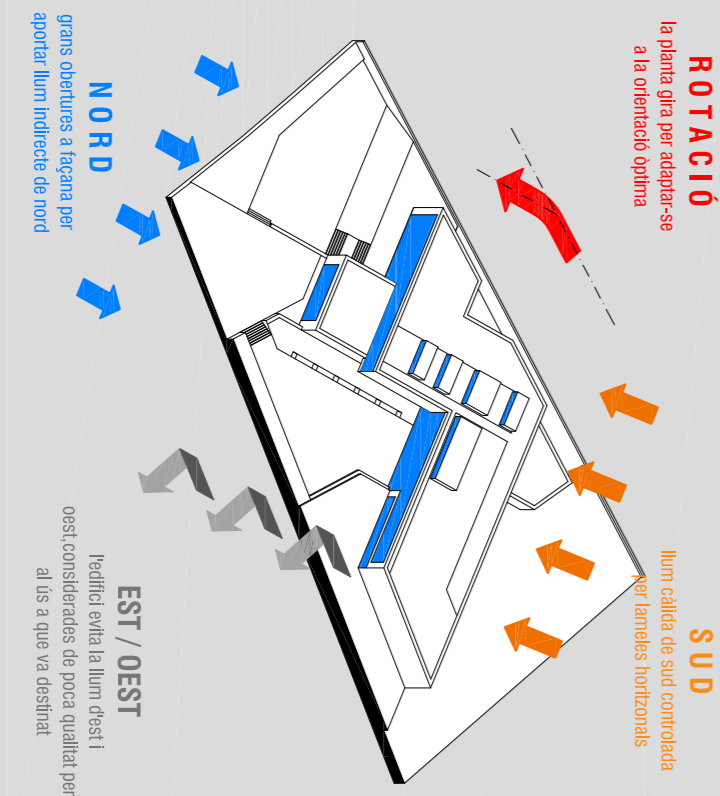 ROTACIÓ
la planta gira per adaptar-se
a la orientació òptima
SUD
llum càlida de sud controlada
per lameles horitzonals
NORD
grans obertures a façana per
aportar llum indirecte de nord
EST / OEST
l'edifici evita la llum d'est i
oest,considerades de poca qualitat per
al ús a que va destinat